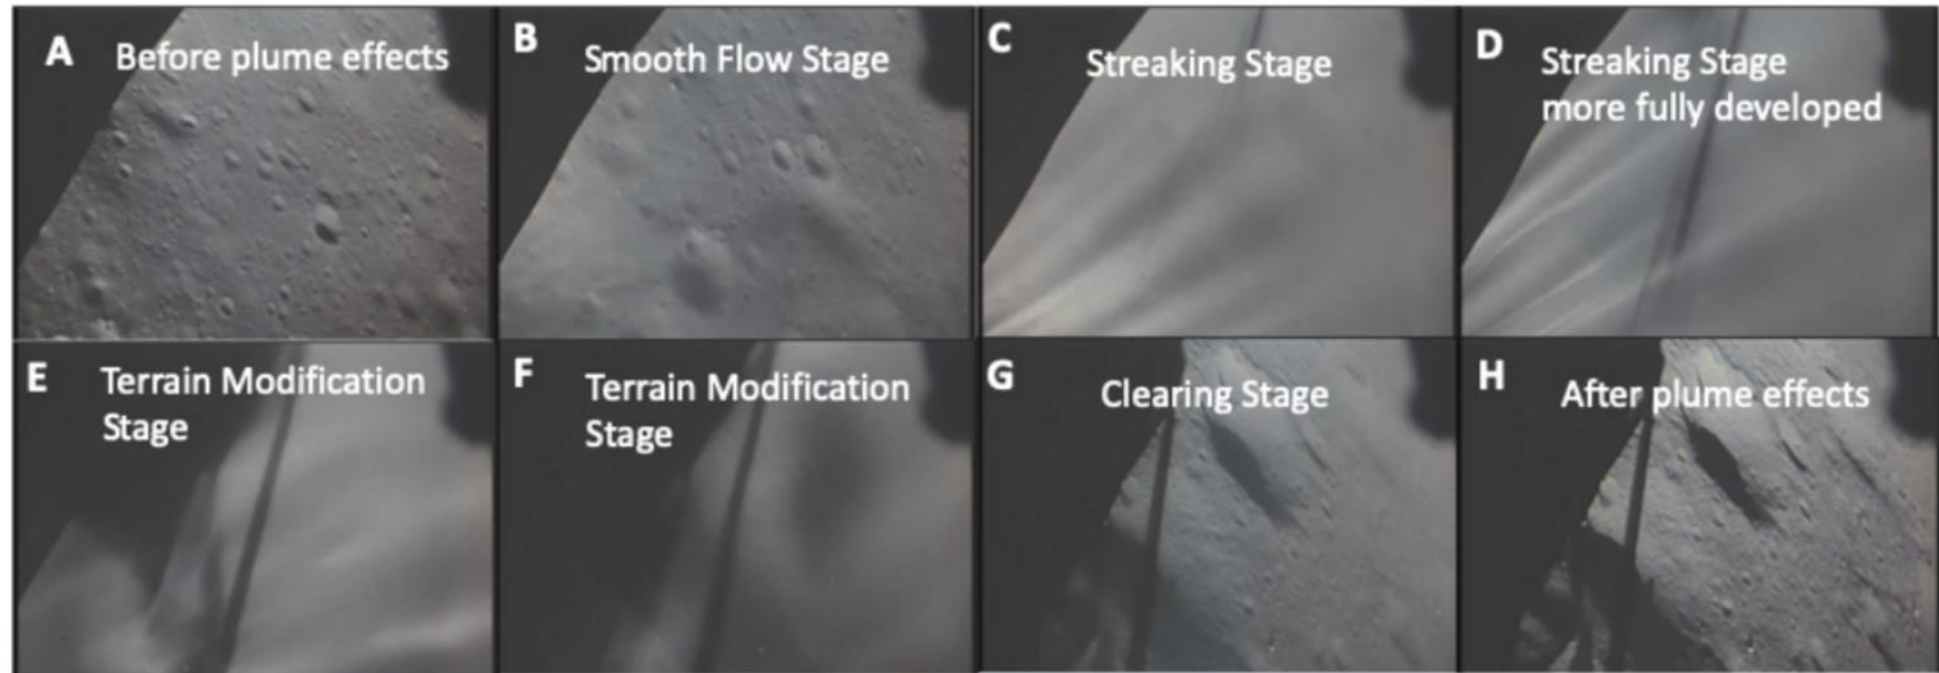 A
Before plume effects
B
Smooth Flow Stage
C
Streaking Stage
D
Streaking Stage
more fully developed
E
Terrain Modification
Stage
F
Terrain Modification
Stage
G
Clearing Stage
H
After plume effects